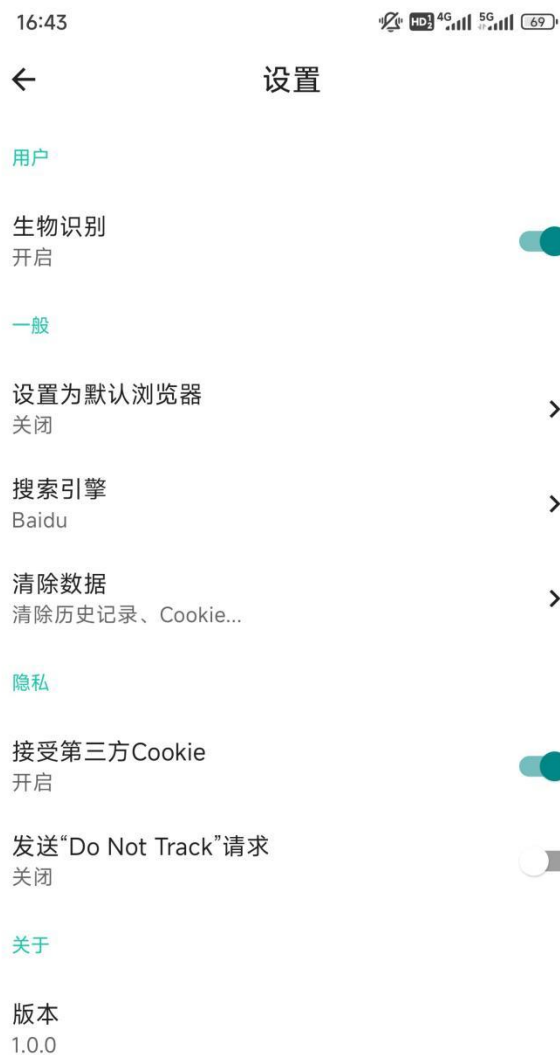 16:43
HD 2 4G 5G 69
设置
用户
生物识别
开启
一般
设置为默认浏览器
关闭
搜索引擎
Baidu
清除数据
清除历史记录、Cookie...
隐私
接受第三方Cookie
开启
发送“Do Not Track”请求
关闭
关于
版本
1.0.0